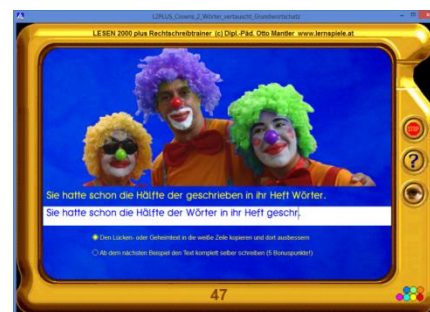 L2PLUS_Clowns_2_Wörter_vertauscht_Grundwortschatz
LESEN 2000 plus Rechtschreibtrainer (c) Dipl.-Päd. Otto Mantler www.lernspiele.at
STOP
?
Sie hatte schon die Hälfte der geschrieben in ihr Heft Wörter.
Sie hatte schon die Hälfte der Wörter in ihr Heft geschr
Den Lücken- oder Geheimtext in die weiße Zeile kopieren und dort ausbessern
Ab dem nächsten Beispiel den Text komplett selber schreiben (5 Bonuspunkte!)
47